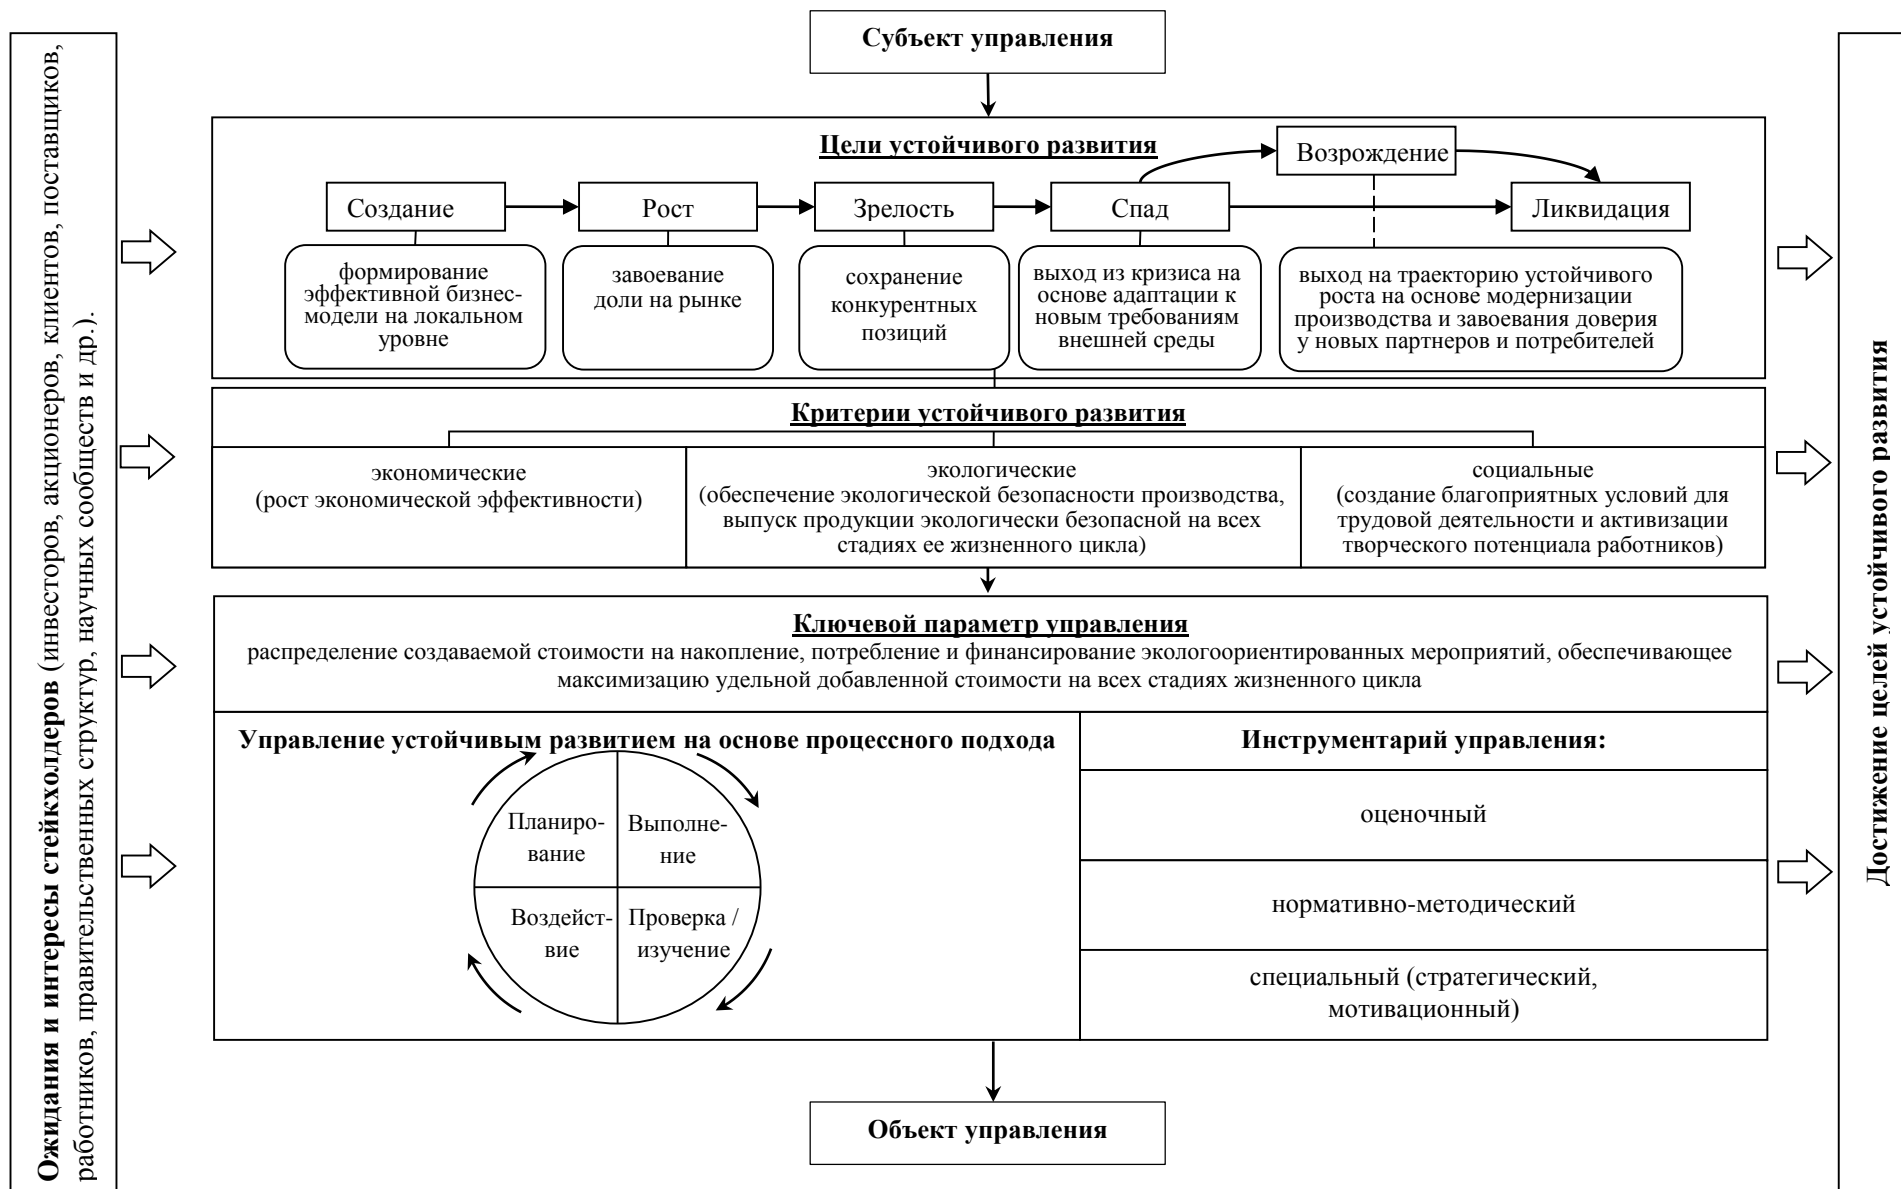 Субъект управления
Ожидания и интересы стейкхолдеров (инвесторов, акционеров, клиентов, поставщиков,
работников, правительственных структур, научных сообществ и др.).
Цели устойчивого развития
Возрождение
Создание
Рост
Зрелость
Спад
Ликвидация
формирование
эффективной бизнес-
модели на локальном
уровне
завоевание
доли на рынке
сохранение
конкурентных
позиций
выход из кризиса на
основе адаптации к
новым требованиям
внешней среды
выход на траекторию устойчивого
роста на основе модернизации
производства и завоевания доверия
у новых партнеров и потребителей
Критерии устойчивого развития
экономические
(рост экономической эффективности)
экологические
(обеспечение экологической безопасности производства,
выпуск продукции экологически безопасной на всех
стадиях ее жизненного цикла)
социальные
(создание благоприятных условий для
трудовой деятельности и активизации
творческого потенциала работников)
Ключевой параметр управления
распределение создаваемой стоимости на накопление, потребление и финансирование экологоориентированных мероприятий, обеспечивающее
максимизацию удельной добавленной стоимости на всех стадиях жизненного цикла
Управление устойчивым развитием на основе процессного подхода
Планиро-
вание
Выполне-
ние
Воздейст-
вие
Проверка /
изучение
Инструментарий управления:
оценочный
нормативно-методический
специальный (стратегический,
мотивационный)
Объект управления
Достижение целей устойчивого развития